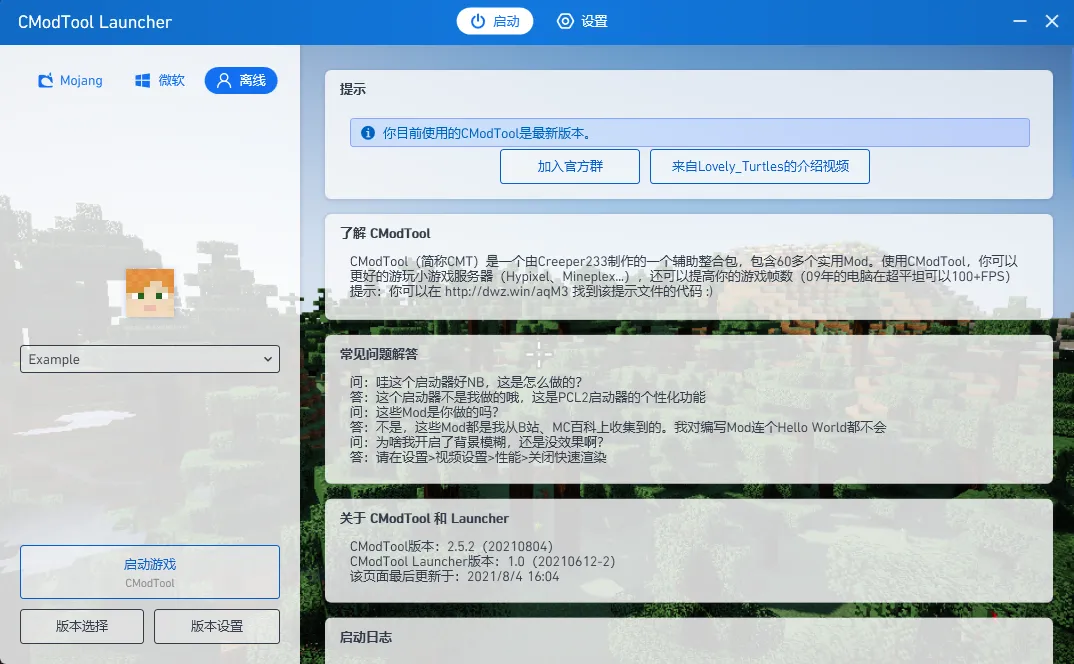 CModTool Launcher
启动
设置
Mojang
微软
离线
Example
启动游戏
CModTool
版本选择
版本设置
提示
你目前使用的CModTool是最新版本。
加入官方群
来自Lovely_Turtles的介绍视频
了解 CModTool
CModTool（简称CMT）是一个由Creeper233制作的一个辅助整合包，包含60多个实用Mod。使用CModTool，你可以
更好的游玩小游戏服务器（Hypixel、Mineplex…），还可以提高你的游戏帧数（09年的电脑在超平坦可以100+FPS）
提示：你可以在 http://dwz.win/aqM3 找到该提示文件的代码 :)
常见问题解答
问：哇这个启动器好NB，这是怎么做的？
答：这个启动器不是我做的哦，这是PCL2启动器的个性化功能
问：这些Mod是你做的吗？
答：不是，这些Mod都是我从B站、MC百科上收集到的。我对编写Mod连个Hello World都不会
问：为啥我开启了背景模糊，还是没效果啊？
答：请在设置>视频设置>性能>关闭快速渲染
关于 CModTool 和 Launcher
CModTool版本：2.5.2（20210804）
CModTool Launcher版本：1.0（20210612-2）
该页面最后更新于：2021/8/4 16:04
启动日志